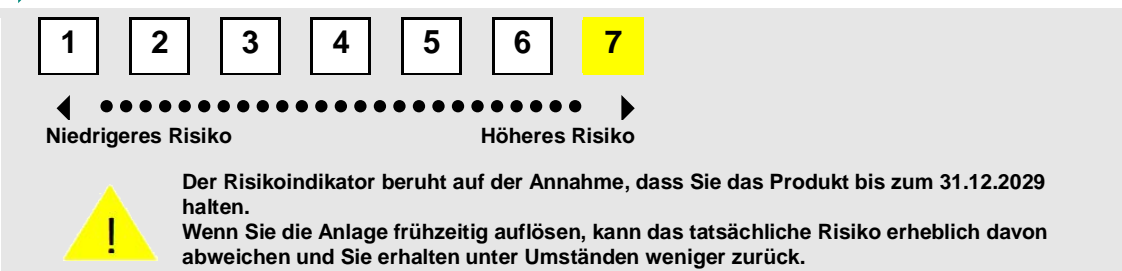 1 2 3 4 5 6 7
Niedrigeres Risiko Höheres Risiko
Der Risikoindikator beruht auf der Annahme, dass Sie das Produkt bis zum 31.12.2029
halten.
Wenn Sie die Anlage frühzeitig auflösen, kann das tatsächliche Risiko erheblich davon
! abweichen und Sie erhalten unter Umständen weniger zurück.